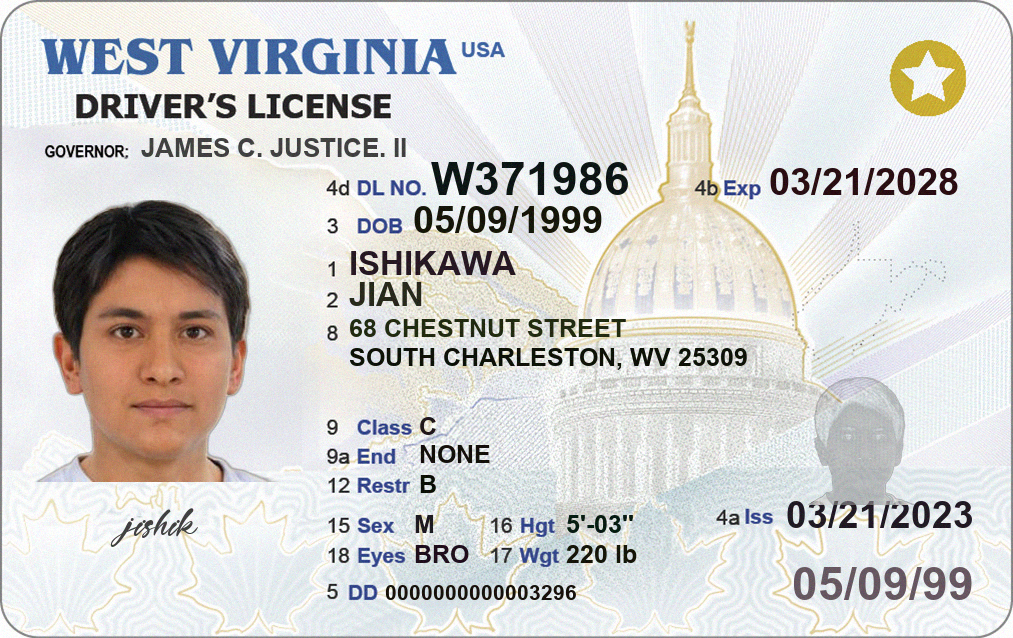 WEST VIRGINIA USA
DRIVER'S LICENSE
GOVERNOR: JAMES C. JUSTICE. II
4d DL NO. W371986 4b Exp 03/21/2028
3 DOB 05/09/1999
1 ISHIKAWA
2 JIAN
8 68 CHESTNUT STREET
SOUTH CHARLESTON, WV 25309
9 Class C
9a End NONE
12 Restr B
15 Sex M 16 Hgt 5'-03" 4a Iss 03/21/2023
18 Eyes BRO 17 Wgt 220 lb
5 DD 0000000000003296
05/09/99
jishik